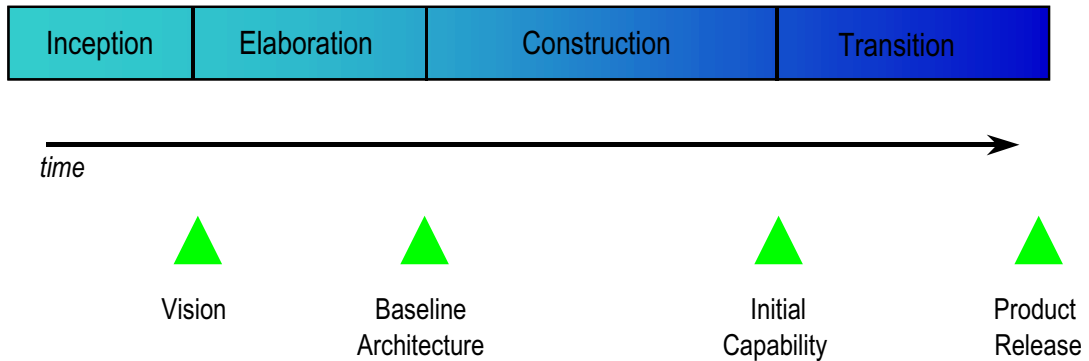 Inception Elaboration Construction Transition
time
Vision Baseline Initial Product
Architecture Capability Release